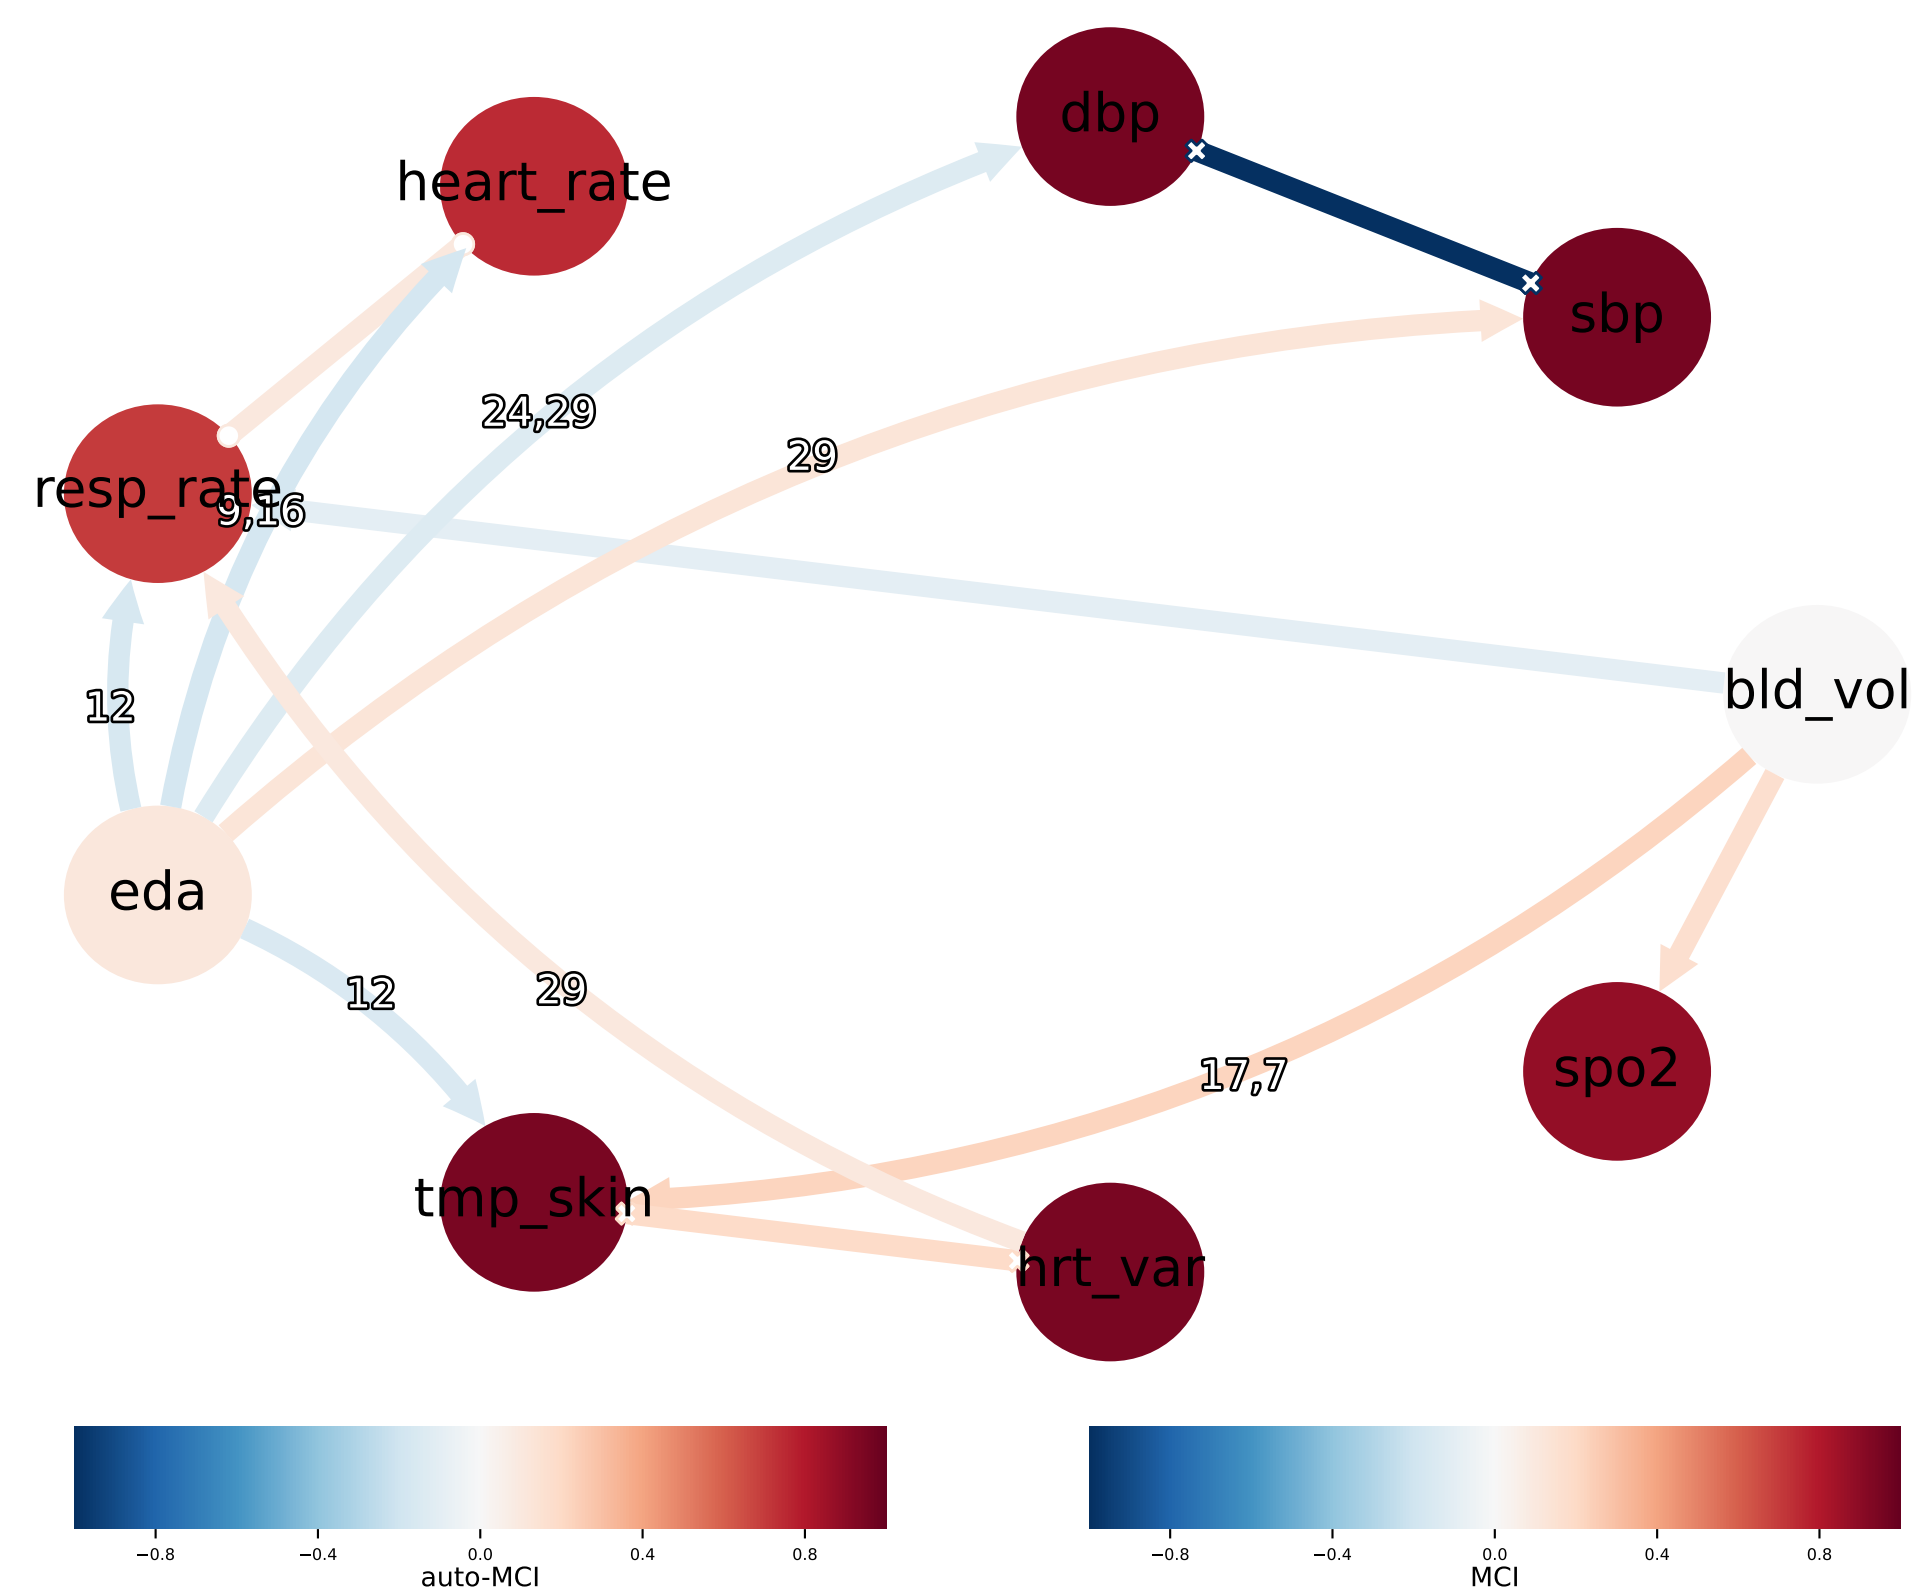 dbp
heart_rate
sbp
24,29
29
resp_rate
9,16
bld_vol
12
eda
12
29
17,7
spo2
tmp_skin
hrt_var
−0.8 −0.4 0.0 0.4 0.8
auto-MCI
−0.8 −0.4 0.0 0.4 0.8
MCI